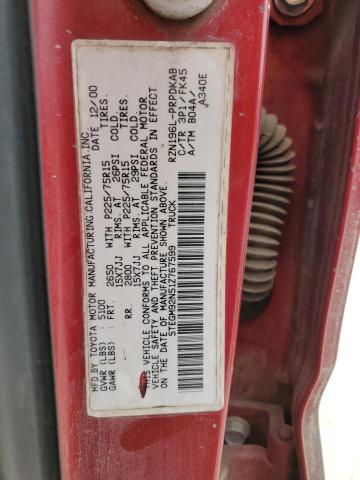 MFD BY TOYOTA MOTOR MANUFACTURING, CALIFORNIA, INC.
GVWR (LBS) : 5100 DATE 12/00
GAWR (LBS) : FRT. 2650 WITH P225/75R15 TIRES.
15X7JJ RIMS. AT 26PSI COLD.
RR. 2800 WITH P225/75R15 TIRES.
15X7JJ RIMS. AT 29PSI COLD.
THIS VEHICLE CONFORMS TO ALL APPLICABLE FEDERAL MOTOR
VEHICLE SAFETY AND THEFT PREVENTION STANDARDS IN EFFECT
ON THE DATE OF MANUFACTURE SHOWN ABOVE.
5TEGM92N51Z767599 TRUCK RZN196L-PRPDKAB
C/TR 3P1/FK45
A/TM B04A/
A340E